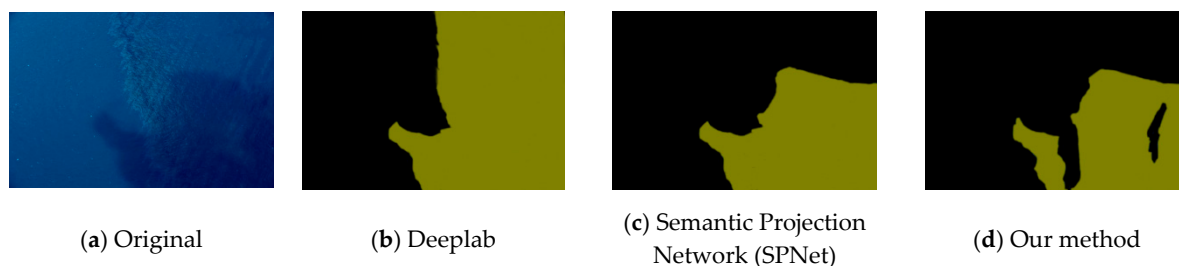 (a) Original
(b) Deeplab
(c) Semantic Projection
Network (SPNet)
(d) Our method